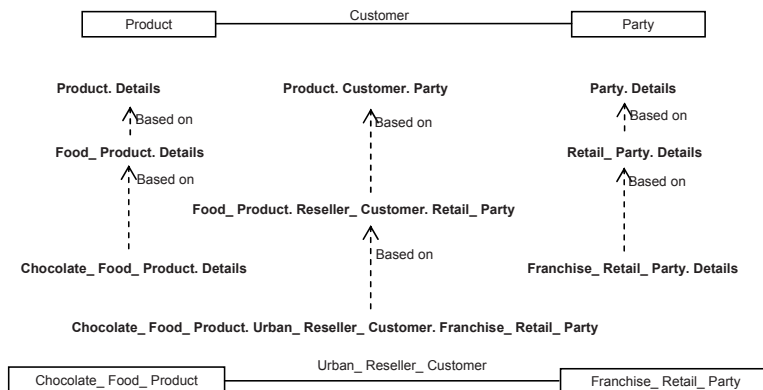 Customer
Product
Party
Product. Details
Product. Customer. Party
Party. Details
Based on
Based on
Based on
Food_ Product. Details
Retail_ Party. Details
Based on
Based on
Food_ Product. Reseller_ Customer. Retail_ Party
Based on
Chocolate_ Food_ Product. Details
Franchise_ Retail_ Party. Details
Chocolate_ Food_ Product. Urban_ Reseller_ Customer. Franchise_ Retail_ Party
Urban_ Reseller_ Customer
Chocolate_ Food_ Product
Franchise_ Retail_ Party